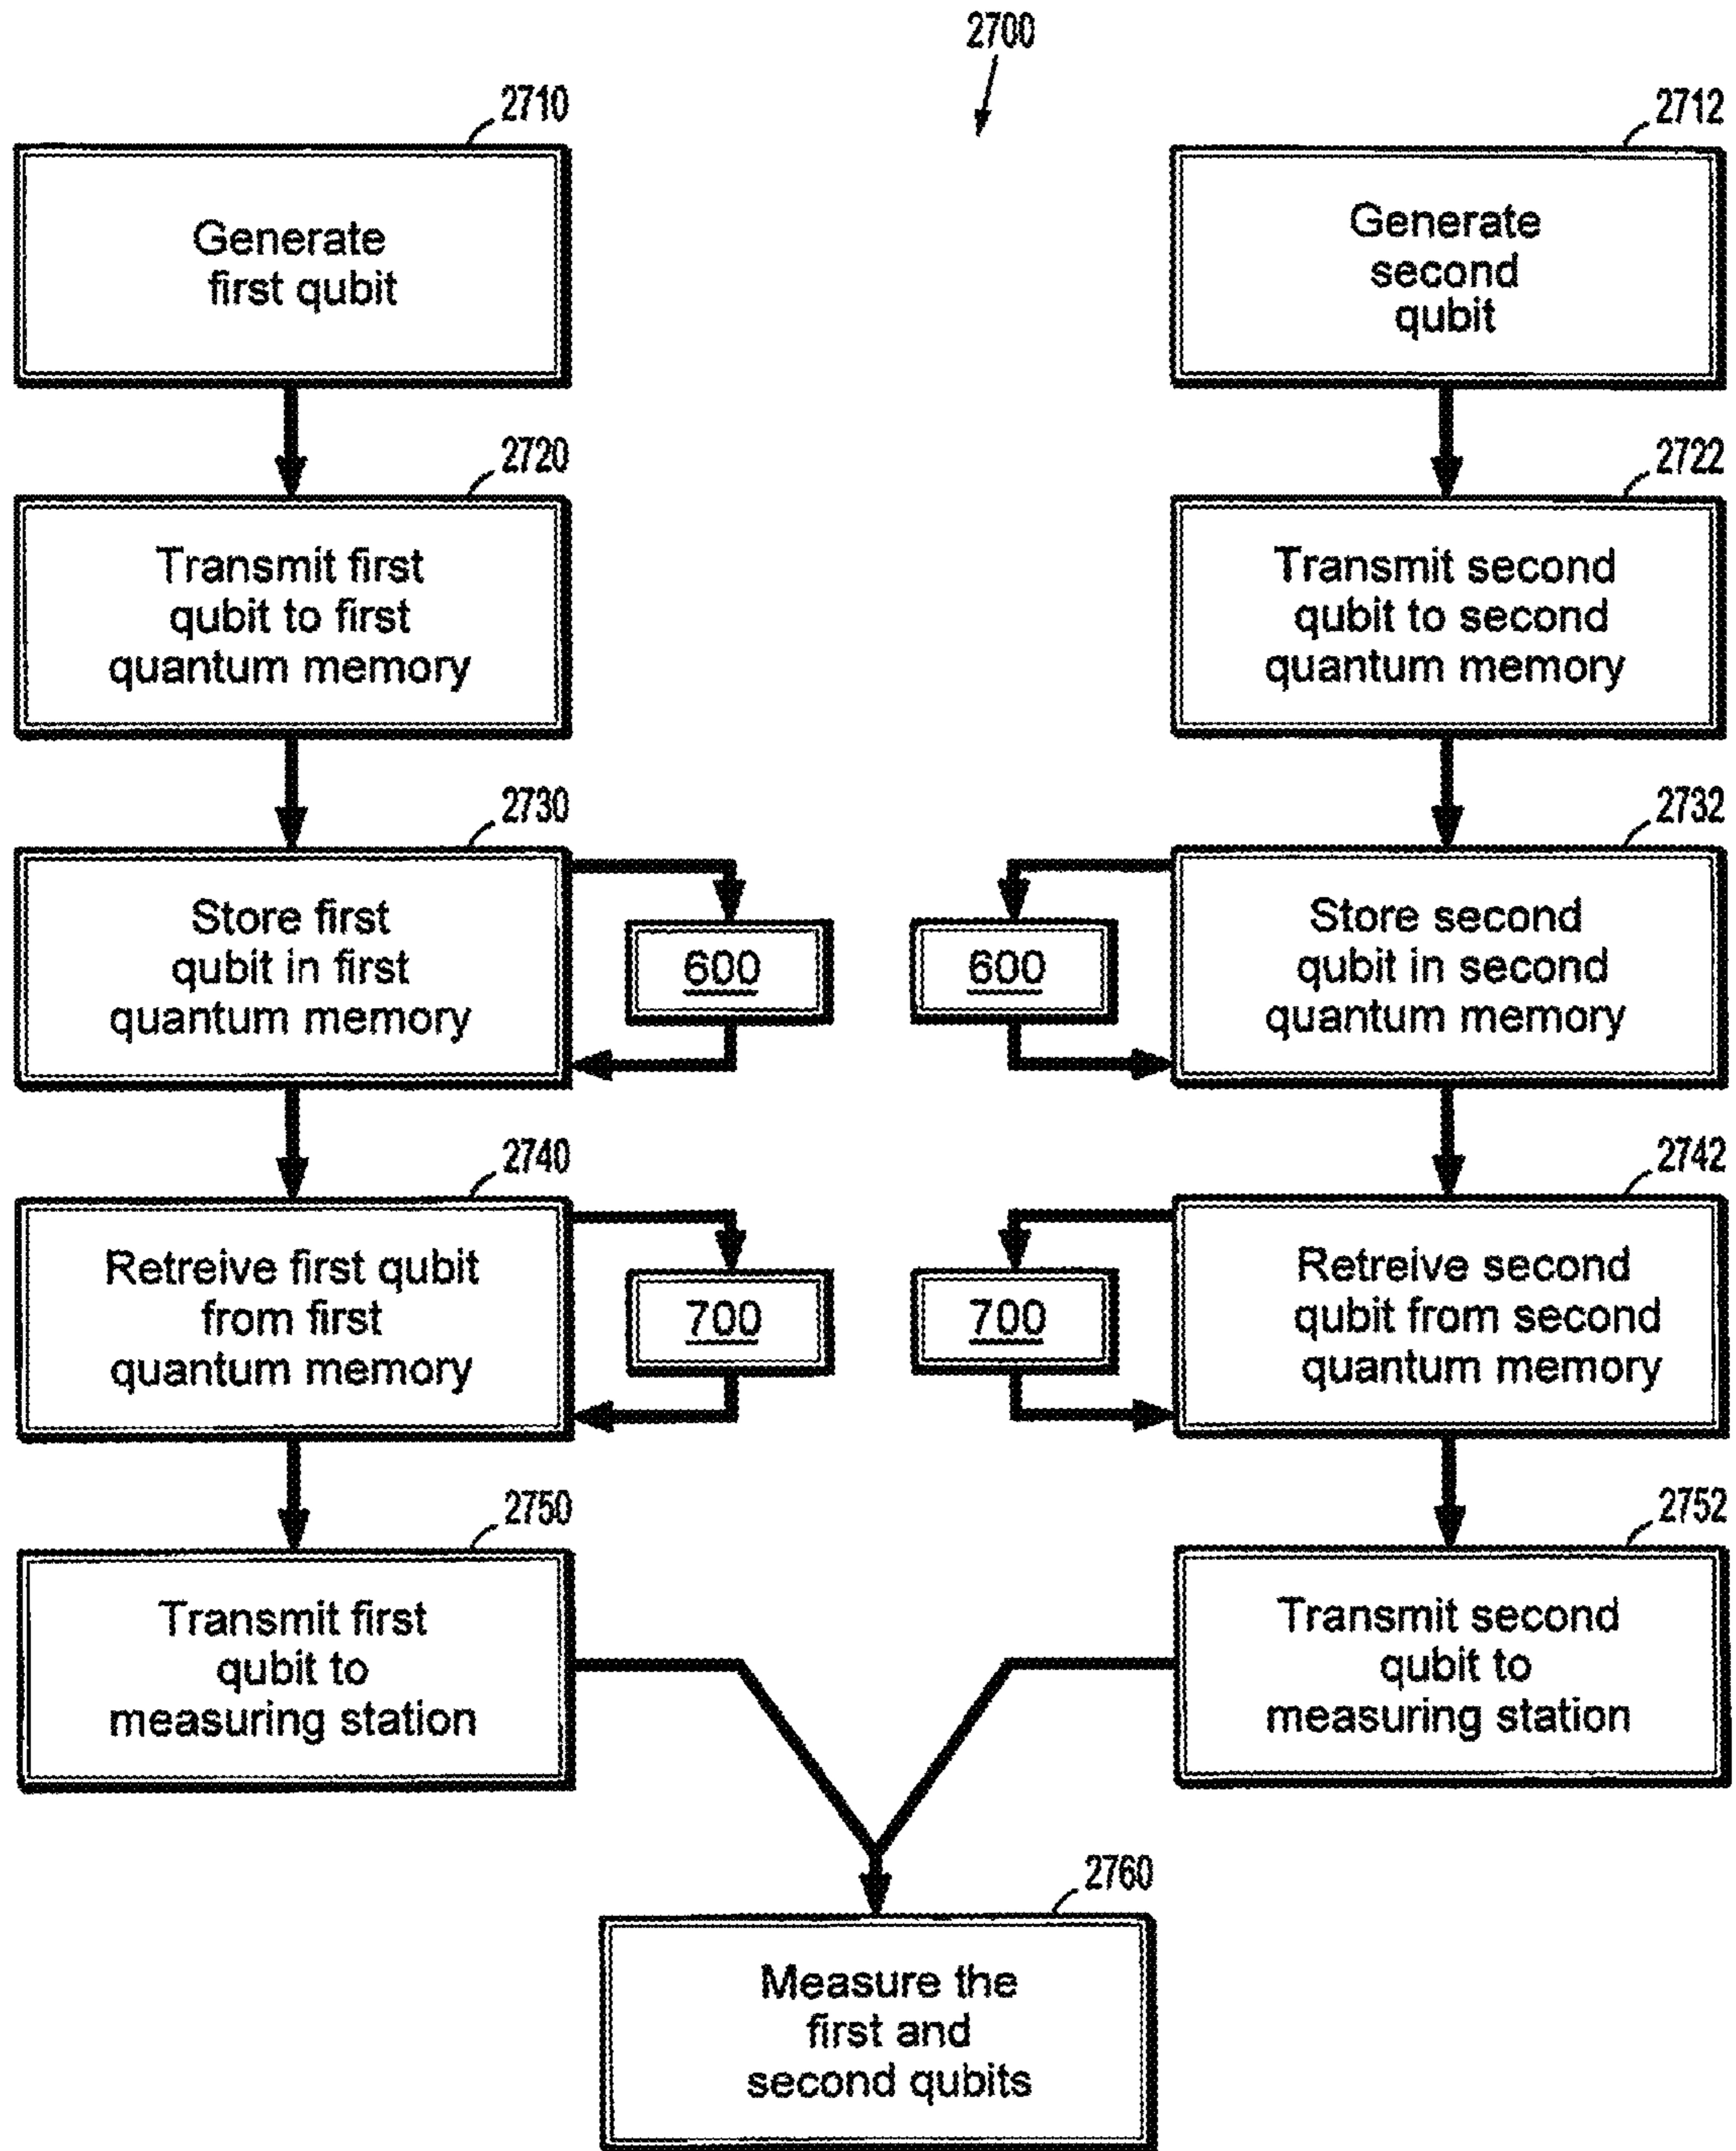 2700
2710
Generate
first qubit
2712
Generate
second
qubit
2720
Transmit first
qubit to first
quantum memory
2722
Transmit second
qubit to second
quantum memory
2730
Store first
qubit in first
quantum memory
600
600
2732
Store second
qubit in second
quantum memory
2740
Retreive first qubit
from first
quantum memory
700
700
2742
Retreive second
qubit from second
quantum memory
2750
Transmit first
qubit to
measuring station
2752
Transmit second
qubit to
measuring station
2760
Measure the
first and
second qubits